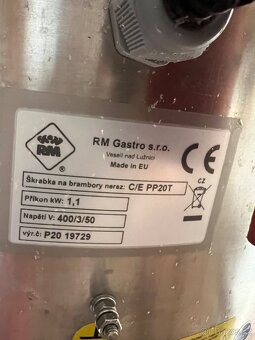 RM
®
RM Gastro s.r.o.
Veselí nad Lužnicí
Made in EU
CE
CZ
Škrabka na brambory nerez: C/E PP20T
Příkon kW: 1,1
Napětí V: 400/3/50
výr.č: P20 19729